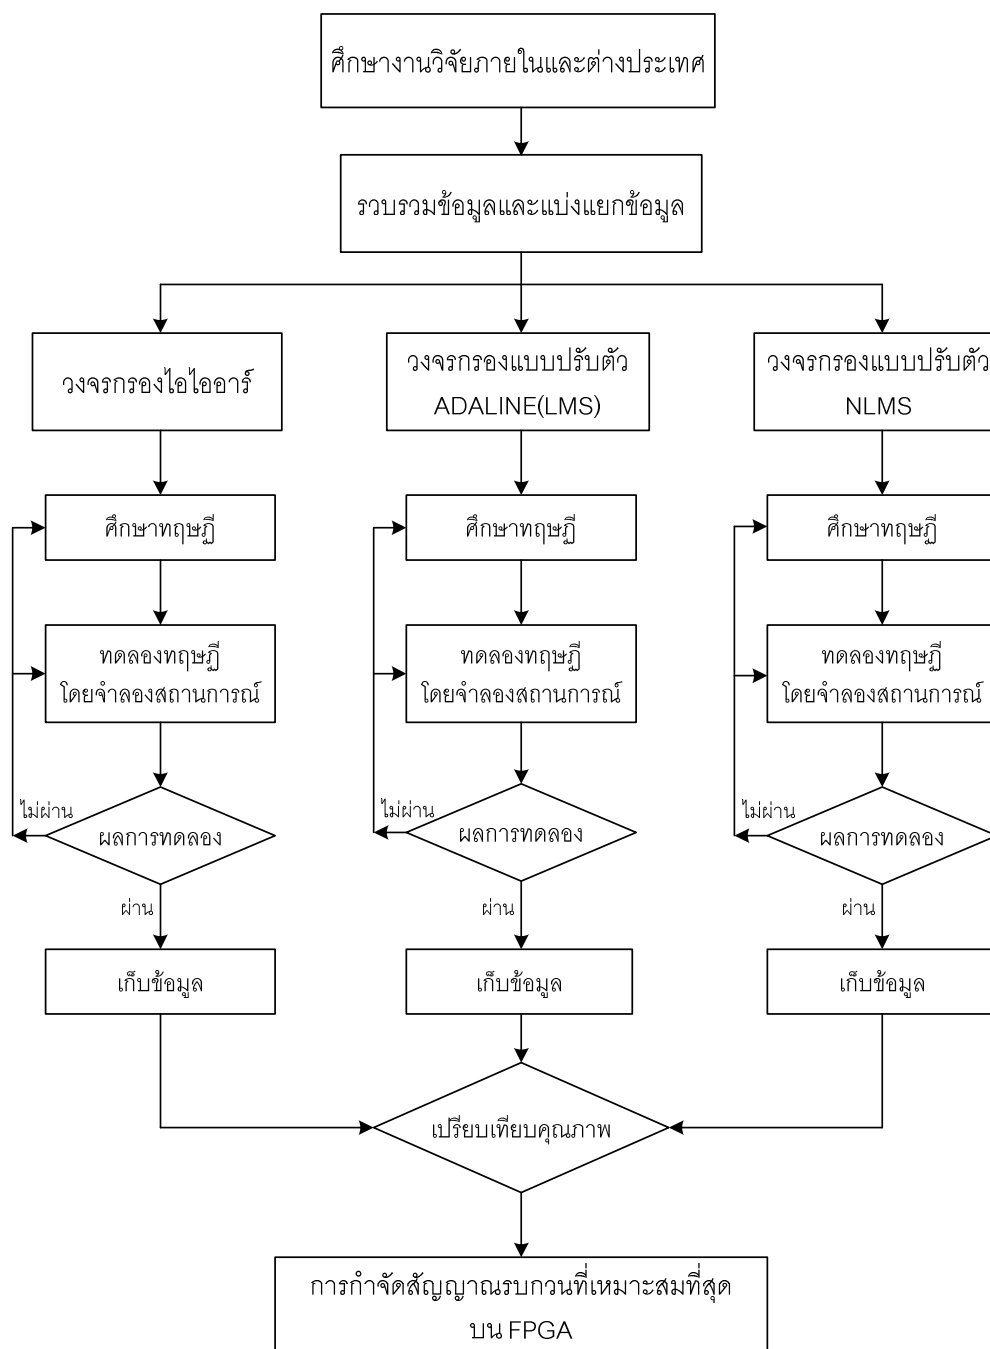 ศึกษางานวิจัยภายในและต่างประเทศ
รวบรวมข้อมูลและแบ่งแยกข้อมูล
วงจรกรองไอไออาร์
วงจรกรองแบบปรับตัว
ADALINE(LMS)
วงจรกรองแบบปรับตัว
NLMS
ศึกษาทฤษฎี
ศึกษาทฤษฎี
ศึกษาทฤษฎี
ทดลองทฤษฎี
โดยจำลองสถานการณ์
ทดลองทฤษฎี
โดยจำลองสถานการณ์
ทดลองทฤษฎี
โดยจำลองสถานการณ์
ไม่ผ่าน
ผลการทดลอง
ไม่ผ่าน
ผลการทดลอง
ไม่ผ่าน
ผลการทดลอง
ผ่าน
ผ่าน
ผ่าน
เก็บข้อมูล
เก็บข้อมูล
เก็บข้อมูล
เปรียบเทียบคุณภาพ
การกำจัดสัญญาณรบกวนที่เหมาะสมที่สุด
บน FPGA